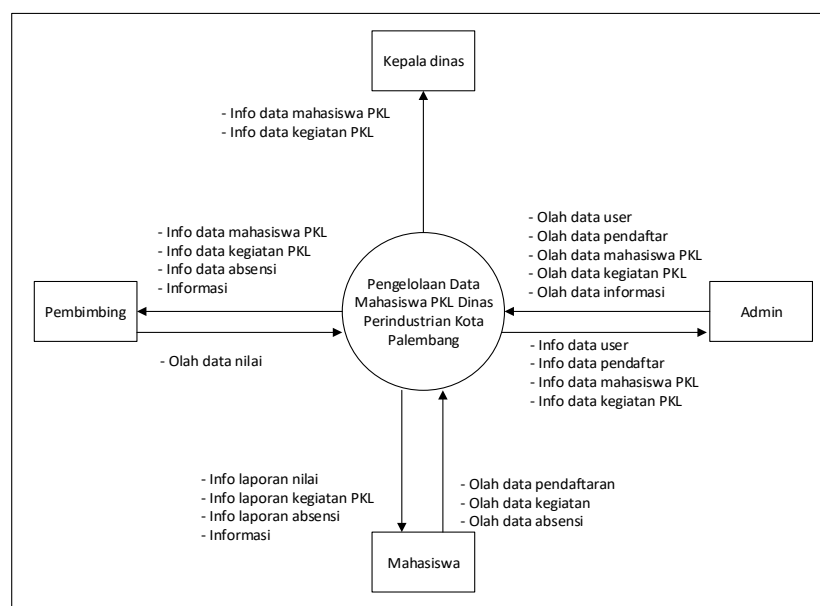 Kepala dinas
- Info data mahasiswa PKL
- Info data kegiatan PKL
- Olah data user
- Olah data pendaftar
- Olah data mahasiswa PKL
- Olah data kegiatan PKL
- Olah data informasi
- Info data mahasiswa PKL
- Info data kegiatan PKL
- Info data absensi
- Informasi
Pengelolaan Data
Mahasiswa PKL Dinas
Perindustrian Kota
Palembang
Pembimbing
Admin
- Olah data nilai
- Info data user
- Info data pendaftar
- Info data mahasiswa PKL
- Info data kegiatan PKL
- Info laporan nilai
- Info laporan kegiatan PKL
- Info laporan absensi
- Informasi
- Olah data pendaftaran
- Olah data kegiatan
- Olah data absensi
Mahasiswa